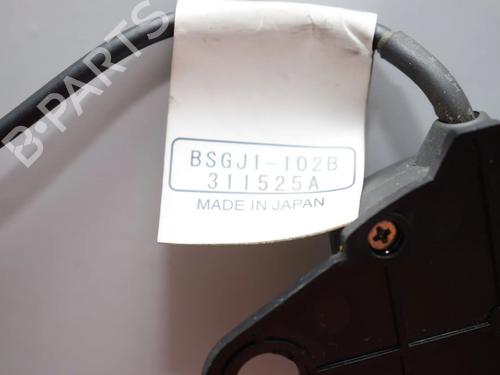 B-PARTS
BSGJ1-102B
311525A
MADE IN JAPAN